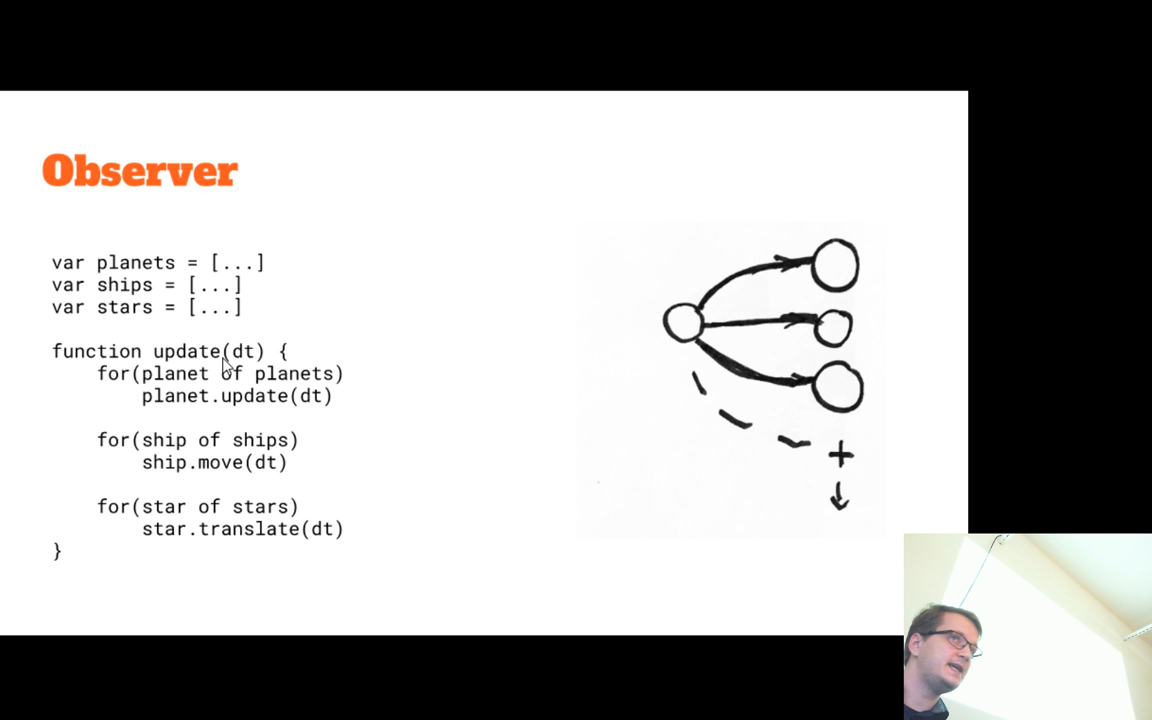 Observer
var planets = [...]
var ships = [...]
var stars = [...]
function update(dt) {
for(planet of planets)
planet.update(dt)
for(ship of ships)
ship.move(dt)
for(star of stars)
star.translate(dt)
}
+